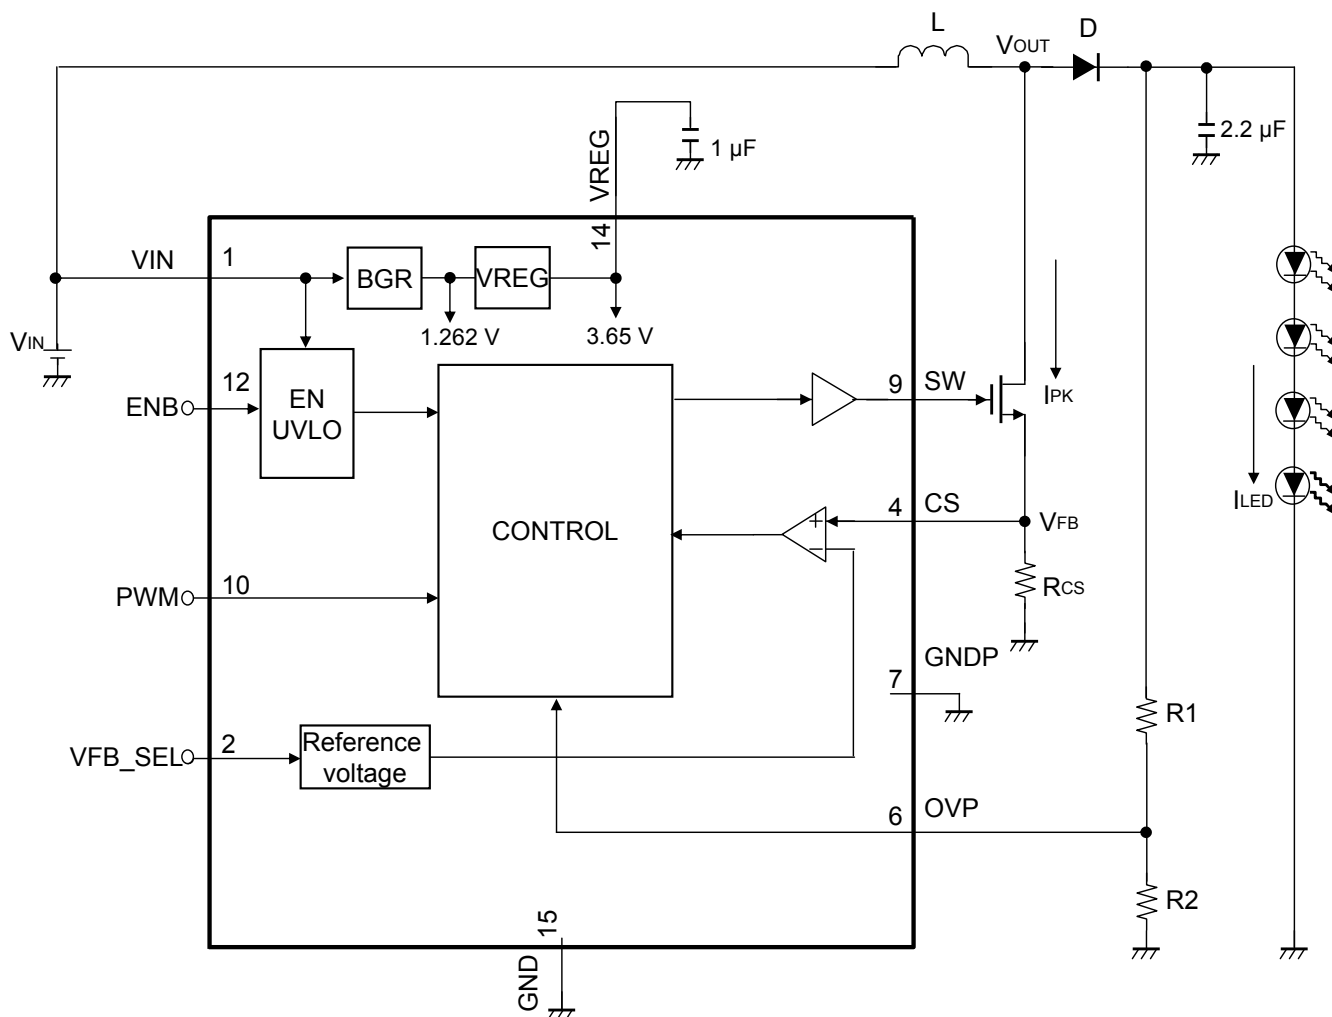 L
VOUT
D
2.2 µF
1 µF
VREG
14
VIN
1
BGR
VREG
1.262 V
3.65 V
VIN
12
ENB
EN
UVLO
9
SW
IPK
ILED
4
CS
VFB
CONTROL
RCS
PWM
10
GNDP
7
R1
VFB_SEL
2
Reference
voltage
6
OVP
R2
15
GND